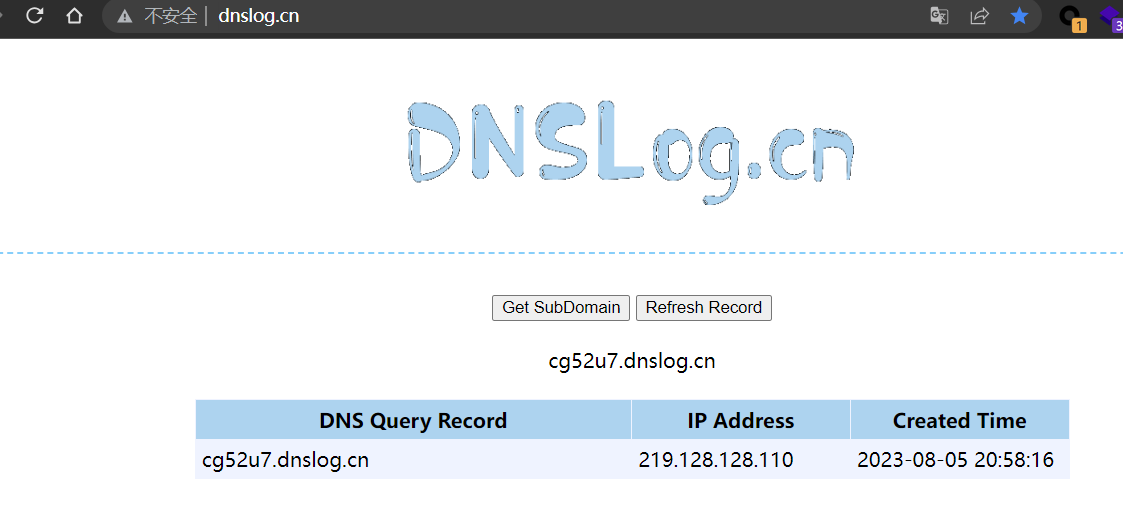 不安全 dnslog.cn
1
3
DNSLog.cn
Get SubDomain Refresh Record
cg52u7.dnslog.cn
DNS Query Record IP Address Created Time
cg52u7.dnslog.cn 219.128.128.110 2023-08-05 20:58:16